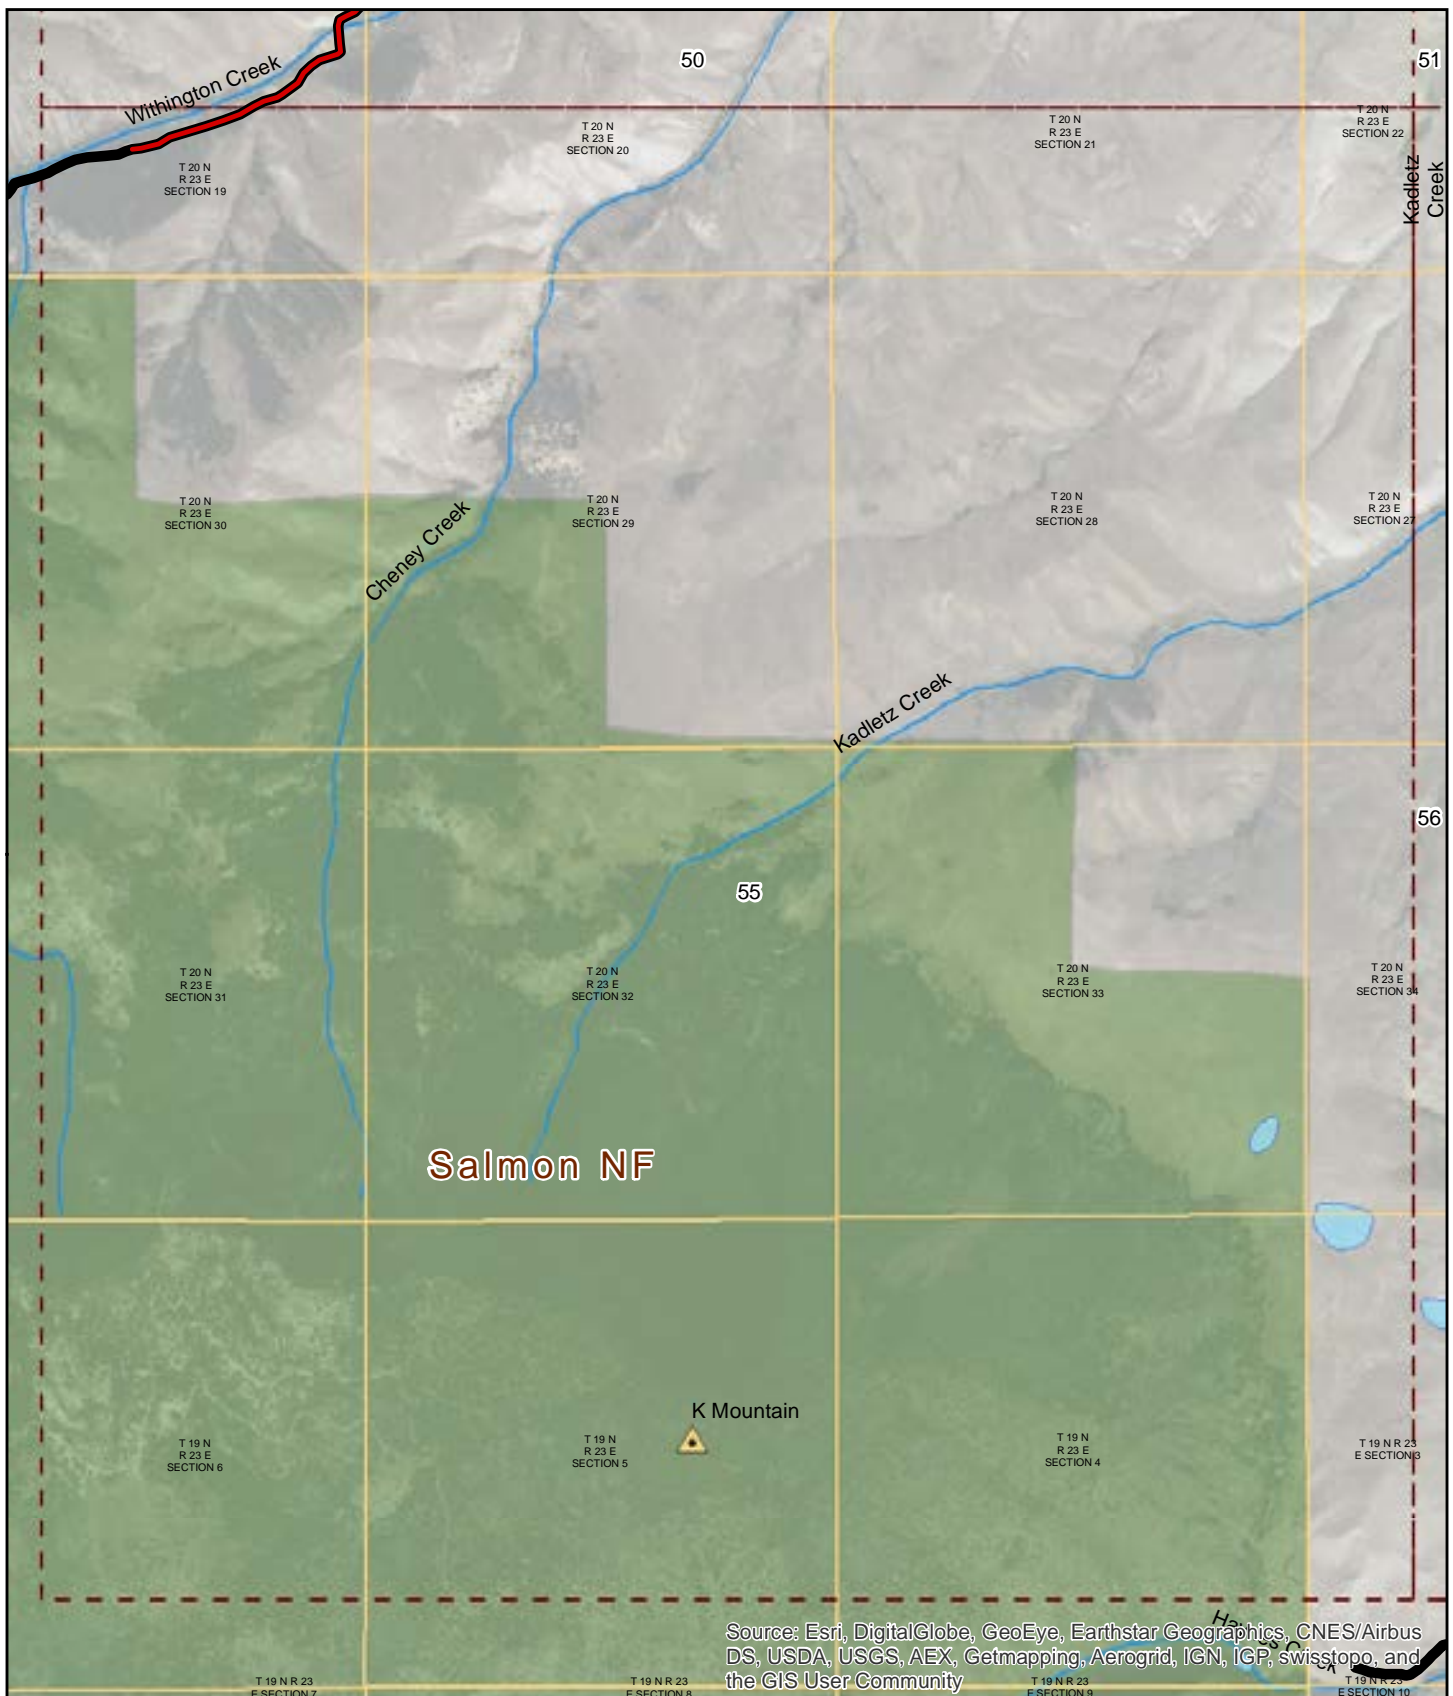 50
51
Withington Creek
T 20 N
R 23 E
SECTION 19
T 20 N
R 23 E
SECTION 20
T 20 N
R 23 E
SECTION 21
T 20 N
R 23 E
SECTION 22
Kadletz
Creek
T 20 N
R 23 E
SECTION 30
Cheney Creek
T 20 N
R 23 E
SECTION 29
T 20 N
R 23 E
SECTION 28
T 20 N
R 23 E
SECTION 27
Kadletz Creek
56
55
T 20 N
R 23 E
SECTION 31
T 20 N
R 23 E
SECTION 32
T 20 N
R 23 E
SECTION 33
T 20 N
R 23 E
SECTION 34
Salmon NF
K Mountain
T 19 N
R 23 E
SECTION 6
T 19 N
R 23 E
SECTION 5
T 19 N
R 23 E
SECTION 4
T 19 N R 23
E SECTION 3
Source: Esri, DigitalGlobe, GeoEye, Earthstar Geographics, CNES/Airbus
DS, USDA, USGS, AEX, Getmapping, Aerogrid, IGN, IGP, swisstopo, and
the GIS User Community
T 19 N R 23
E SECTION 7
T 19 N R 23
E SECTION 8
T 19 N R 23
E SECTION 9
T 19 N R 23
E SECTION 10